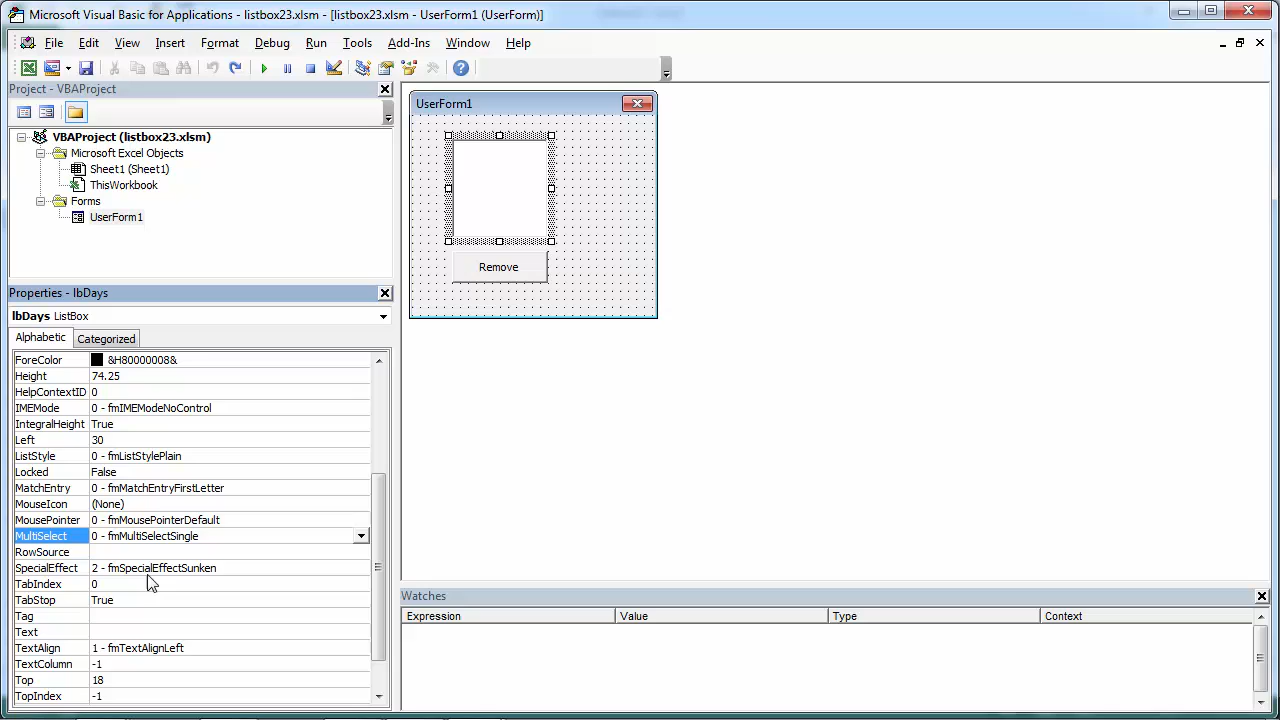 Microsoft Visual Basic for Applications - listbox23.xlsm - [listbox23.xlsm - UserForm1 (UserForm)]
File Edit View Insert Format Debug Run Tools Add-Ins Window Help
Project - VBAProject
VBAProject (listbox23.xlsm)
Microsoft Excel Objects
Sheet1 (Sheet1)
ThisWorkbook
Forms
UserForm1
Properties - lbDays
lbDays ListBox
Alphabetic Categorized
ForeColor &H80000008&
Height 74.25
HelpContextID 0
IMEMode 0 - fmIMEModeNoControl
IntegralHeight True
Left 30
ListStyle 0 - fmListStylePlain
Locked False
MatchEntry 0 - fmMatchEntryFirstLetter
MouseIcon (None)
MousePointer 0 - fmMousePointerDefault
MultiSelect 0 - fmMultiSelectSingle
RowSource
SpecialEffect 2 - fmSpecialEffectSunken
TabIndex 0
TabStop True
Tag
Text
TextAlign 1 - fmTextAlignLeft
TextColumn -1
Top 18
TopIndex -1
UserForm1
Remove
Watches
Expression Value Type Context